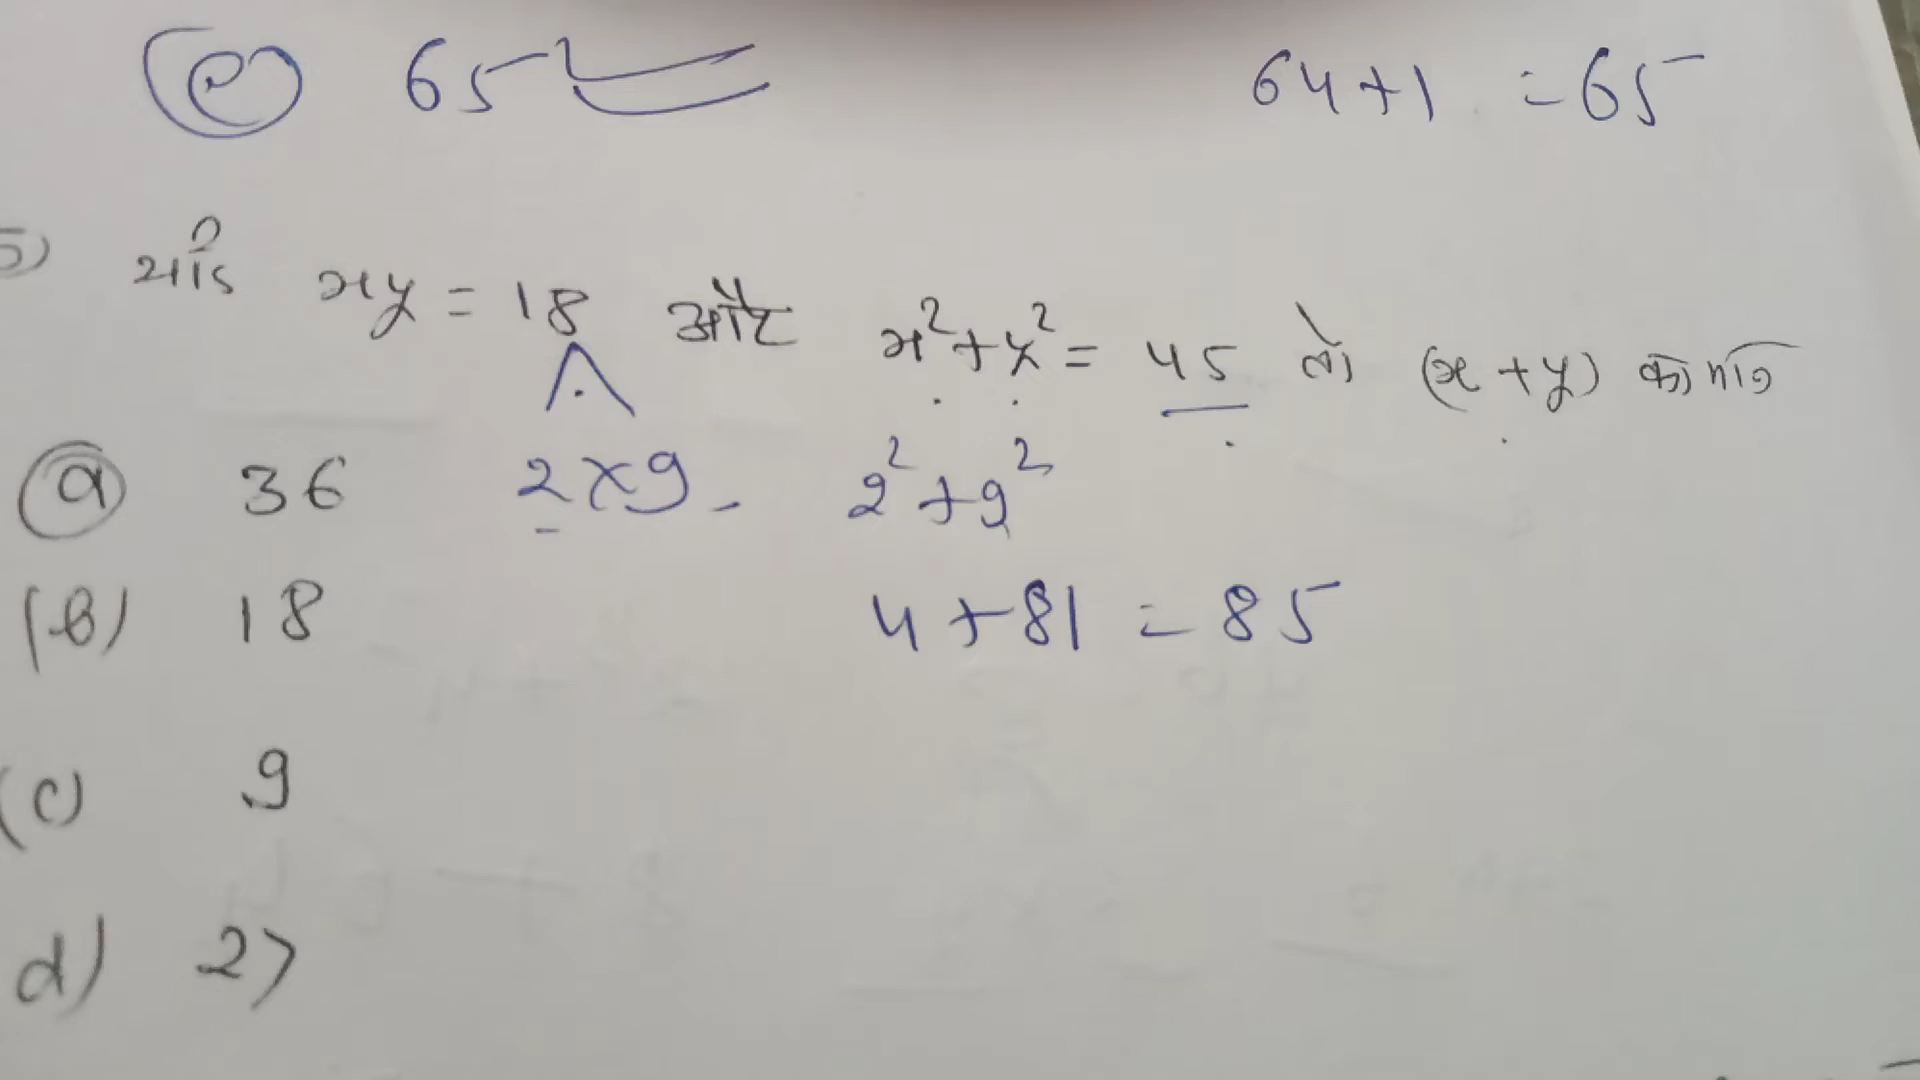 (c) 65 64+1 = 65
5) यदि xy = 18 और x²+y² = 45 तो (x+y) का मान
(a) 36 2×9 2²+9²
(b) 18 4+81 = 85
(c) 9
d) 27